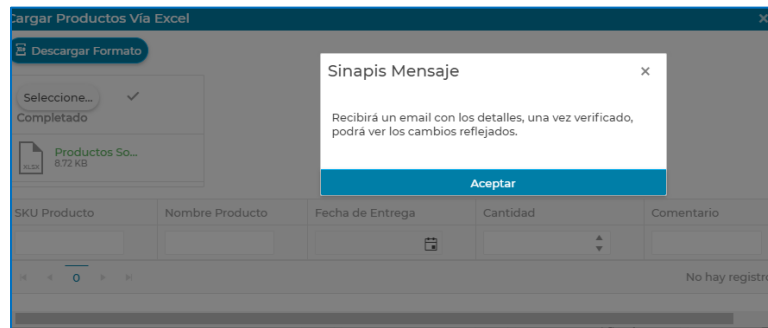 Cargar Productos Vía Excel
Descargar Formato
Sinapis Mensaje
Seleccione...
Completado
Recibirá un email con los detalles, una vez verificado,
podrá ver los cambios reflejados.
XLSX
Productos So...
8.72 KB
Aceptar
SKU Producto Nombre Producto Fecha de Entrega Cantidad Comentario
0
No hay registro